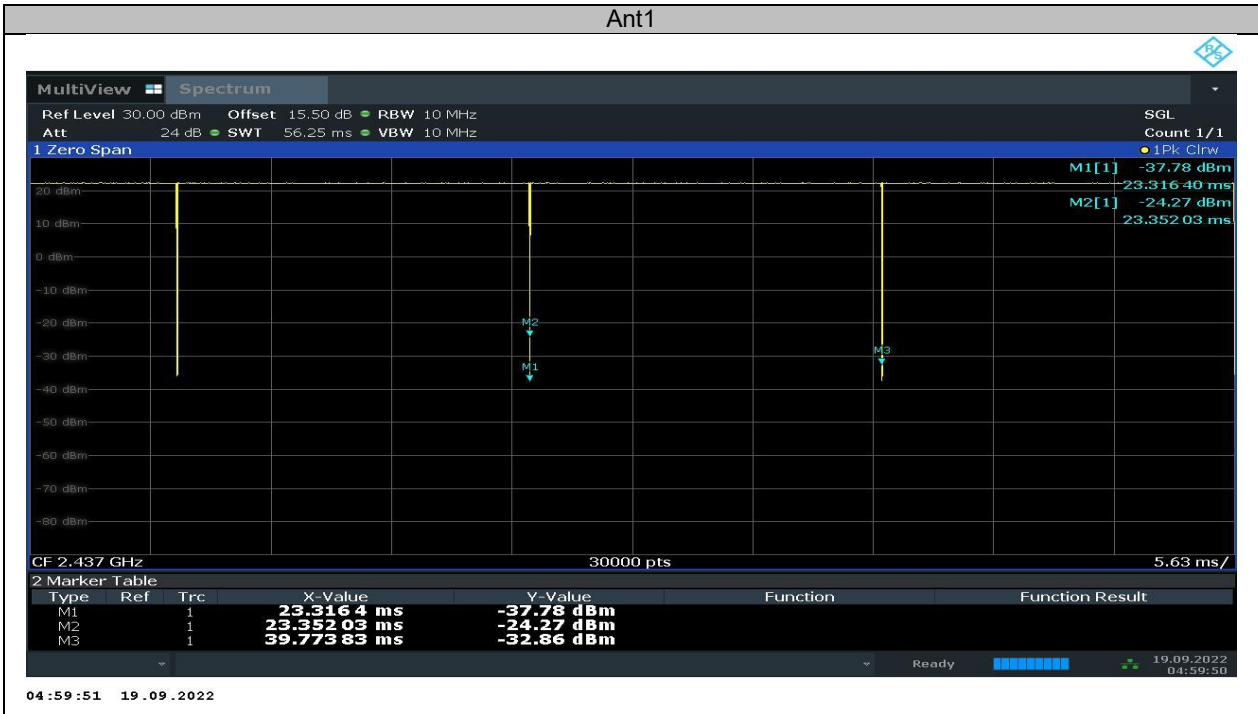 Ant1
R&S
MultiView Spectrum
Ref Level 30.00 dBm Offset 15.50 dB RBW 10 MHz SGL
Att 24 dB SWT 56.25 ms VBW 10 MHz Count 1/1
1 Zero Span 1Pk Clrw
M1[1] -37.78 dBm
20 dBm 23.316 40 ms
M2[1] -24.27 dBm
10 dBm 23.352 03 ms
0 dBm
-10 dBm
-20 dBm M2
-30 dBm M3
M1
-40 dBm
-50 dBm
-60 dBm
-70 dBm
-80 dBm
CF 2.437 GHz 30000 pts 5.63 ms/
2 Marker Table
Type Ref Trc X-Value Y-Value Function Function Result
M1 1 23.316 4 ms -37.78 dBm
M2 1 23.352 03 ms -24.27 dBm
M3 1 39.773 83 ms -32.86 dBm
Ready 19.09.2022
04:59:50
04:59:51 19.09.2022